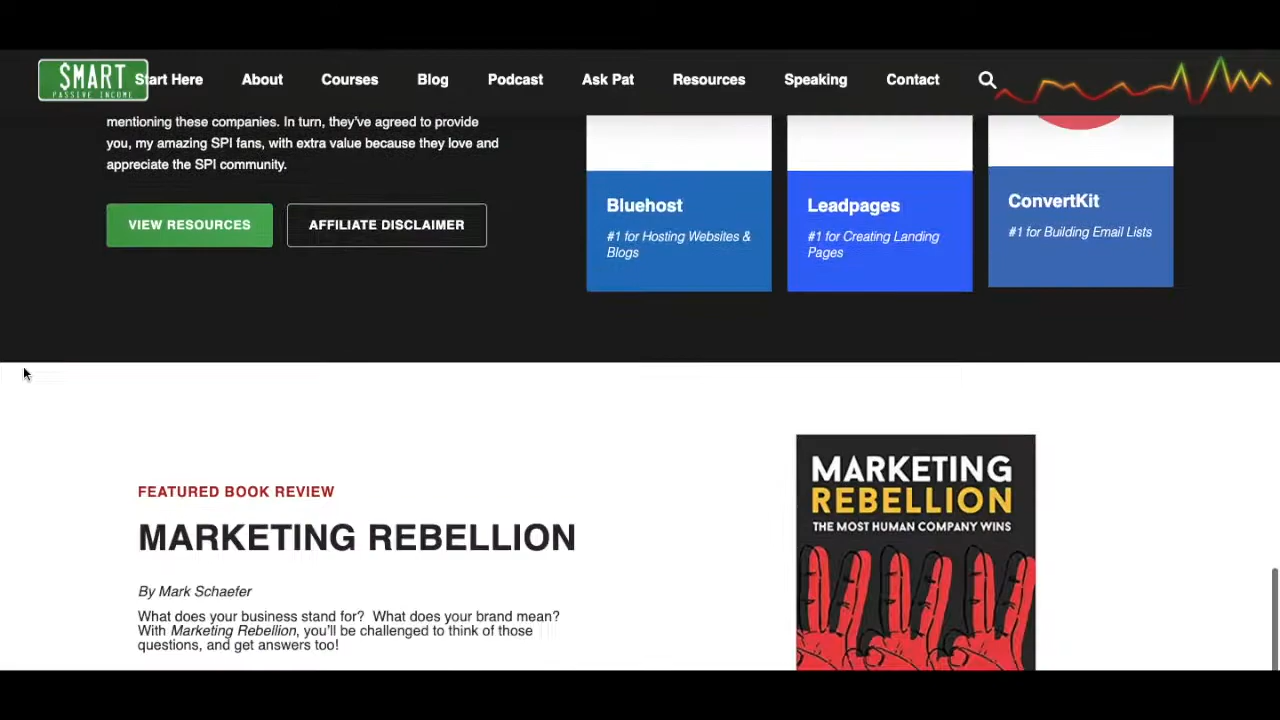 $MART
PASSIVE INCOME
Start Here
About
Courses
Blog
Podcast
Ask Pat
Resources
Speaking
Contact
mentioning these companies. In turn, they've agreed to provide
you, my amazing SPI fans, with extra value because they love and
appreciate the SPI community.
VIEW RESOURCES
AFFILIATE DISCLAIMER
Bluehost
#1 for Hosting Websites &
Blogs
Leadpages
#1 for Creating Landing
Pages
ConvertKit
#1 for Building Email Lists
FEATURED BOOK REVIEW
MARKETING REBELLION
By Mark Schaefer
What does your business stand for?  What does your brand mean?
With Marketing Rebellion, you'll be challenged to think of those
questions, and get answers too!
MARKETING
REBELLION
THE MOST HUMAN COMPANY WINS